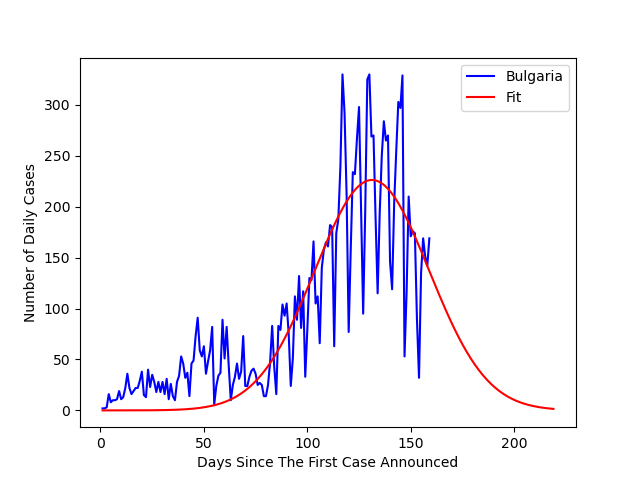 Bulgaria
Fit
Number of Daily Cases
300
250
200
150
100
50
0
0 50 100 150 200
Days Since The First Case Announced